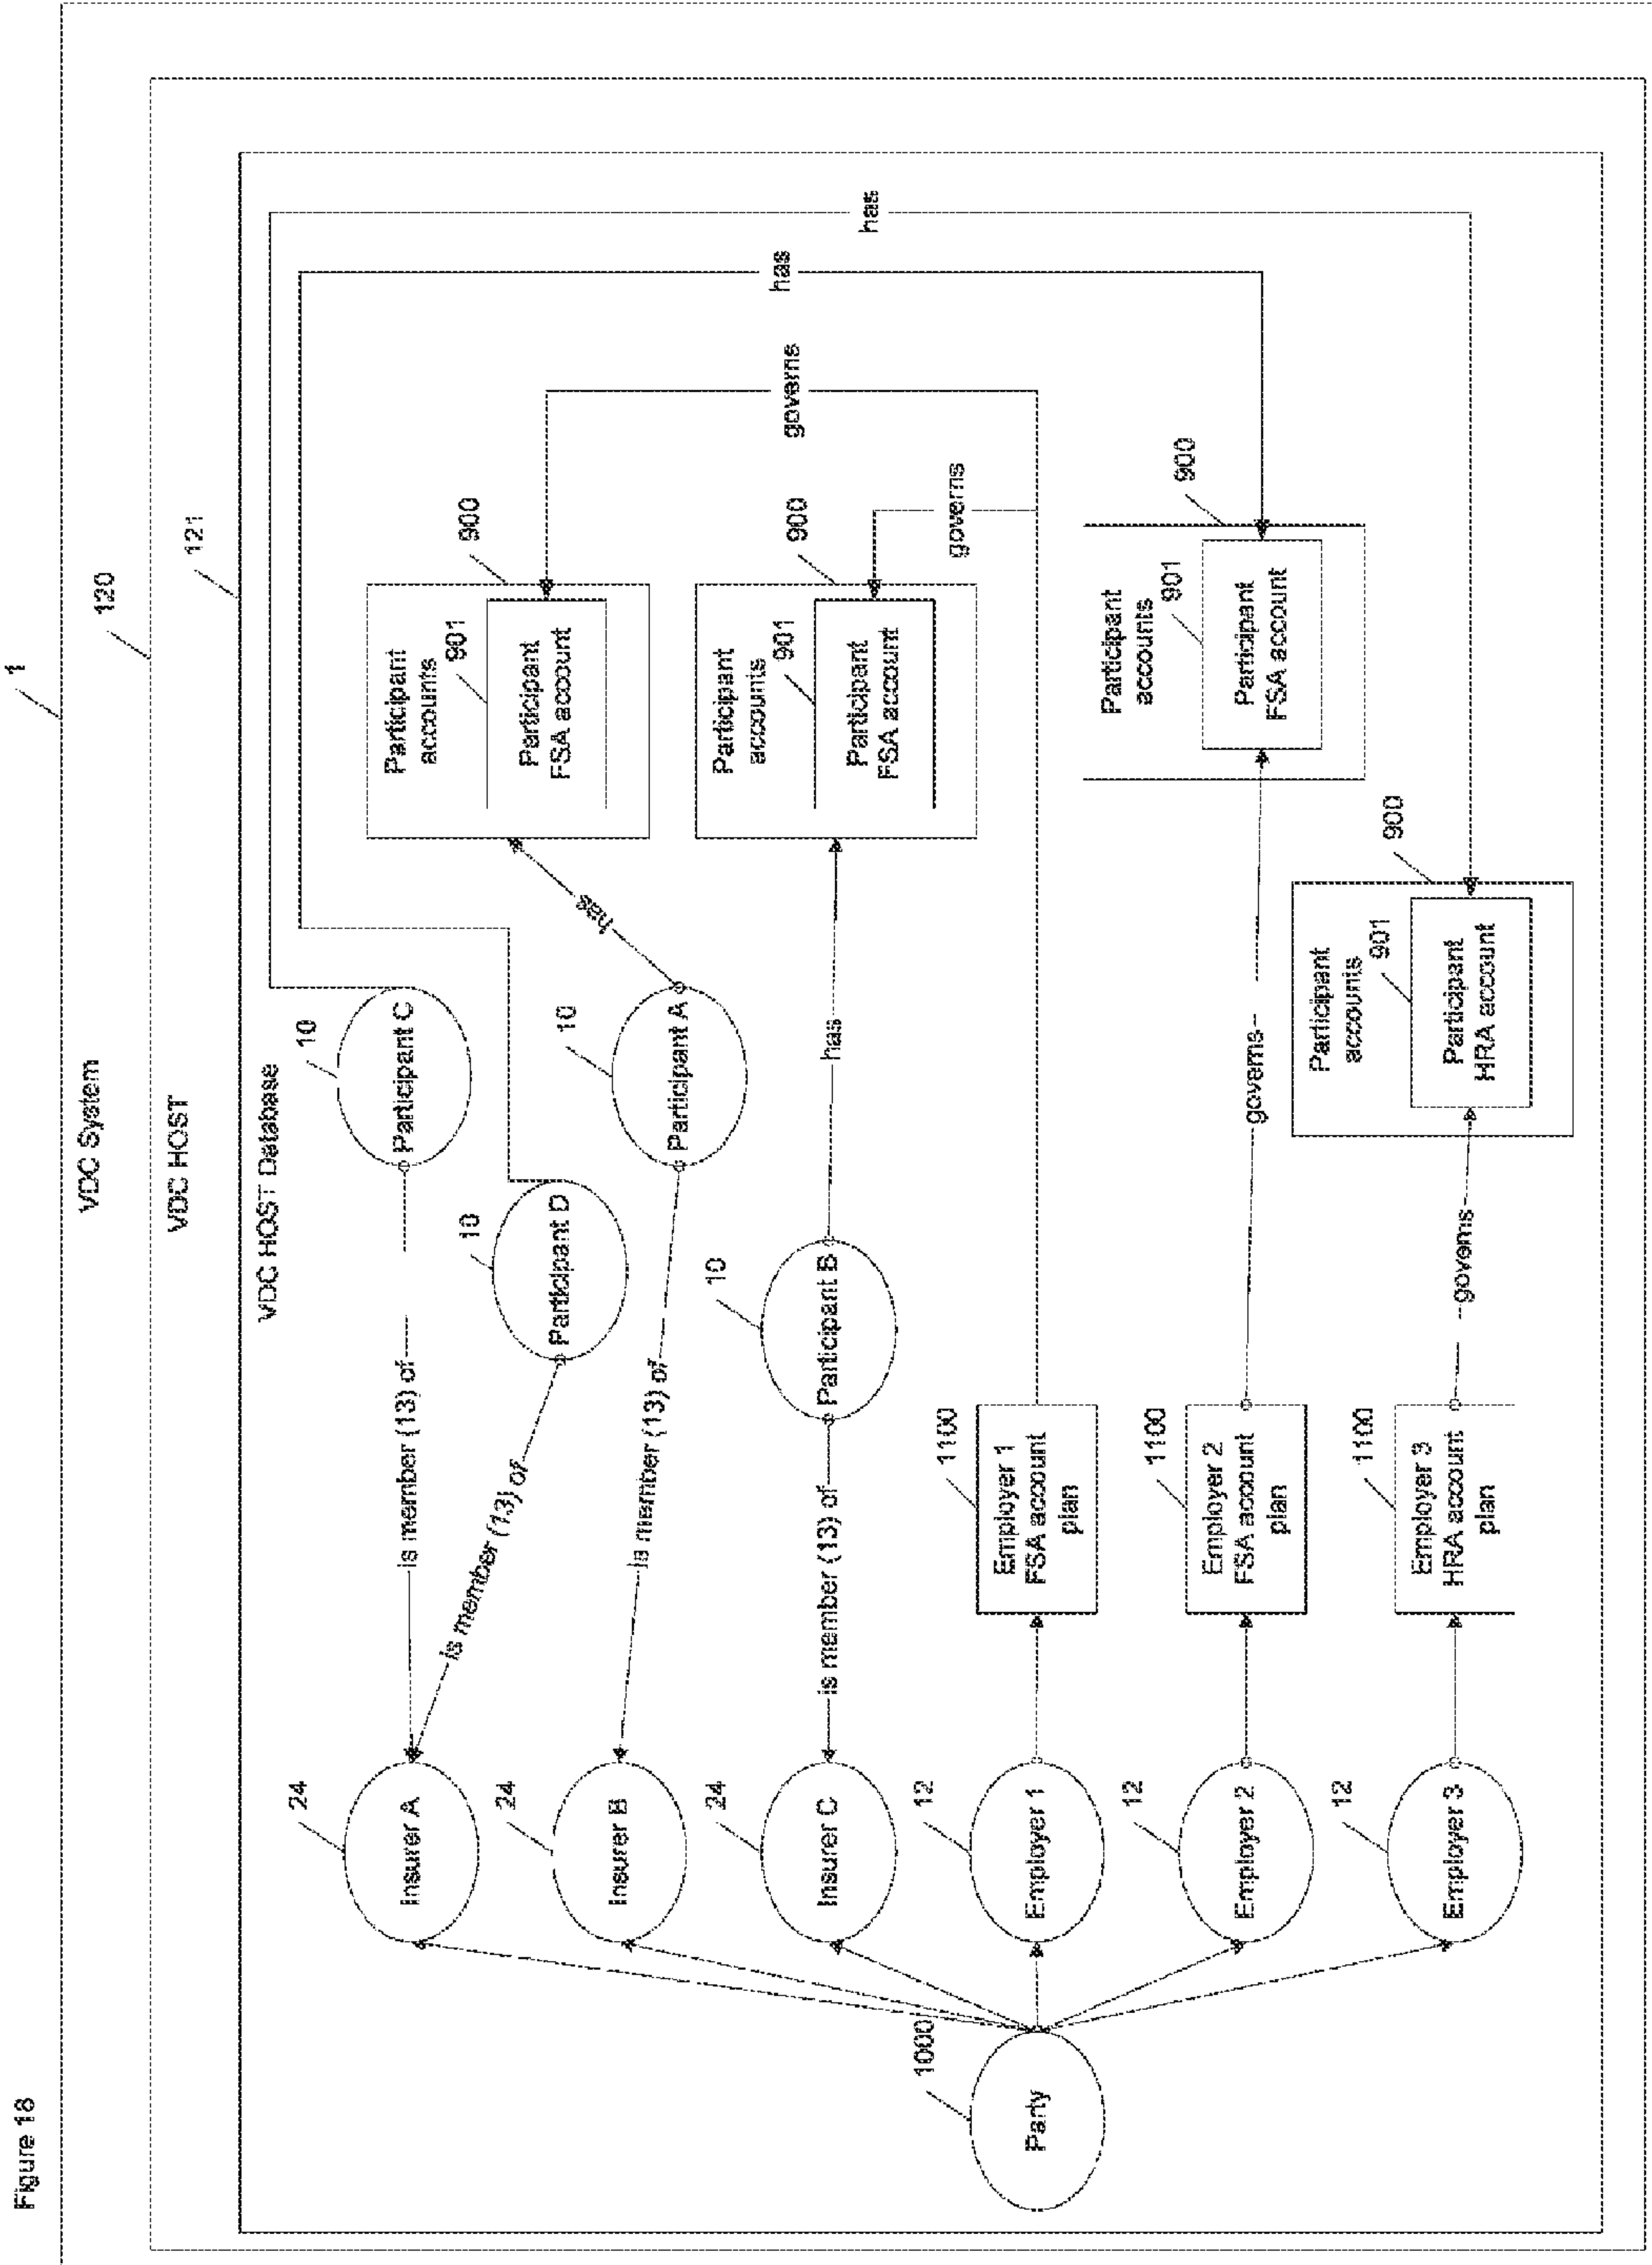 Figure 18
1
VDC System
120
VDC HOST
121
VDC HOST Database
24
Insurer A
is member (13) of
10
Participant C
has
is member (13) of
10
Participant D
has
24
Insurer B
is member (13) of
10
Participant A
has
Participant
accounts
900
901
Participant
FSA account
governs
24
Insurer C
is member (13) of
10
Participant B
has
Participant
accounts
900
901
Participant
FSA account
governs
1000
Party
12
Employer 1
1100
Employer 1
FSA account
plan
12
Employer 2
1100
Employer 2
FSA account
plan
governs
Participant
accounts
900
901
Participant
FSA account
12
Employer 3
1100
Employer 3
HRA account
plan
governs
Participant
accounts
900
901
Participant
HRA account